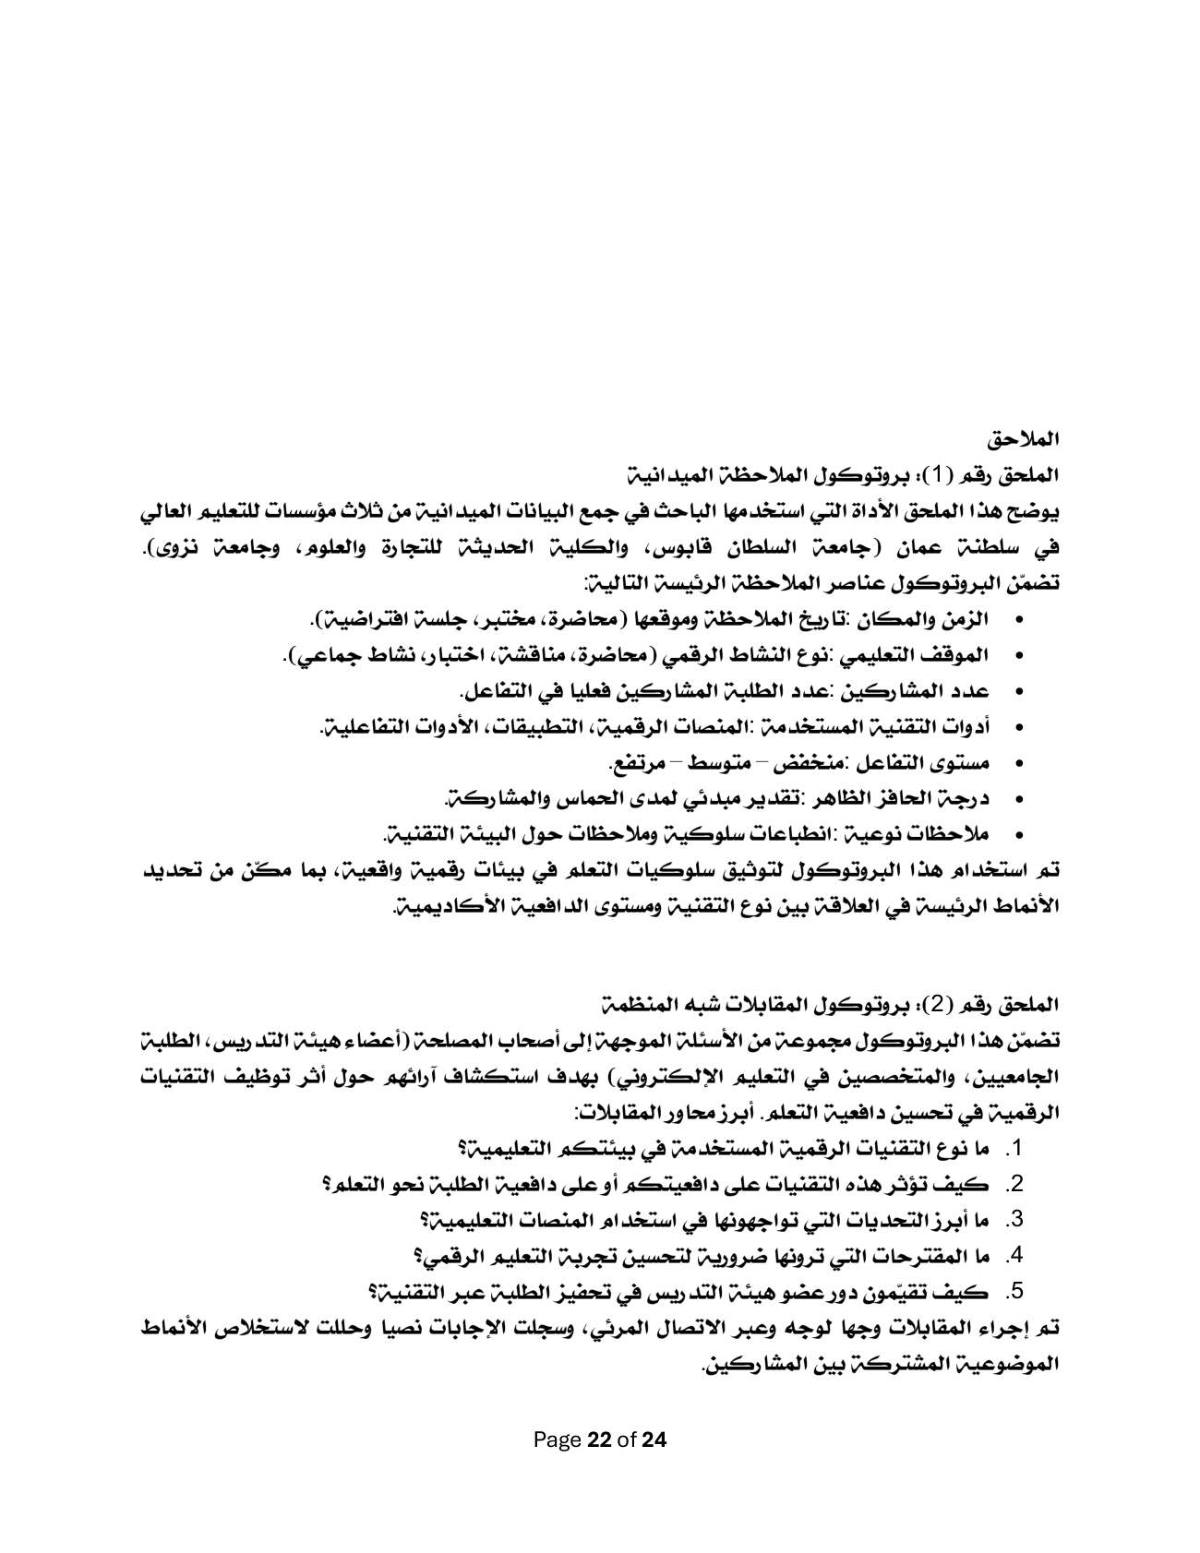 الملاحق
الملحق رقم (1): بروتوكول الملاحظة الميدانية
يوضح هذا الملحق الأداة التي استخدمها الباحث في جمع البيانات الميدانية من ثلاث مؤسسات للتعليم العالي
في سلطنة عمان (جامعة السلطان قابوس، والكلية الحديثة للتجارة والعلوم، وجامعة نزوى).
تضمّن البروتوكول عناصر الملاحظة الرئيسة التالية:
• الزمن والمكان :تاريخ الملاحظة وموقعها (محاضرة، مختبر، جلسة افتراضية).
• الموقف التعليمي :نوع النشاط الرقمي (محاضرة، مناقشة، اختبار، نشاط جماعي).
• عدد المشاركين :عدد الطلبة المشاركين فعليا في التفاعل.
• أدوات التقنية المستخدمة :المنصات الرقمية، التطبيقات، الأدوات التفاعلية.
• مستوى التفاعل :منخفض – متوسط – مرتفع.
• درجة الحافز الظاهر :تقدير مبدئي لمدى الحماس والمشاركة.
• ملاحظات نوعية :انطباعات سلوكية وملاحظات حول البيئة التقنية.
تم استخدام هذا البروتوكول لتوثيق سلوكيات التعلم في بيئات رقمية واقعية، بما مكّن من تحديد
الأنماط الرئيسة في العلاقة بين نوع التقنية ومستوى الدافعية الأكاديمية.
الملحق رقم (2): بروتوكول المقابلات شبه المنظمة
تضمّن هذا البروتوكول مجموعة من الأسئلة الموجهة إلى أصحاب المصلحة (أعضاء هيئة التدريس، الطلبة
الجامعيين، والمتخصصين في التعليم الإلكتروني) بهدف استكشاف آرائهم حول أثر توظيف التقنيات
الرقمية في تحسين دافعية التعلم. أبرز محاور المقابلات:
1. ما نوع التقنيات الرقمية المستخدمة في بيئتكم التعليمية؟
2. كيف تؤثر هذه التقنيات على دافعيتكم أو على دافعية الطلبة نحو التعلم؟
3. ما أبرز التحديات التي تواجهونها في استخدام المنصات التعليمية؟
4. ما المقترحات التي ترونها ضرورية لتحسين تجربة التعليم الرقمي؟
5. كيف تقيّمون دور عضو هيئة التدريس في تحفيز الطلبة عبر التقنية؟
تم إجراء المقابلات وجها لوجه وعبر الاتصال المرئي، وسجلت الإجابات نصيا وحللت لاستخلاص الأنماط
الموضوعية المشتركة بين المشاركين.
Page 22 of 24